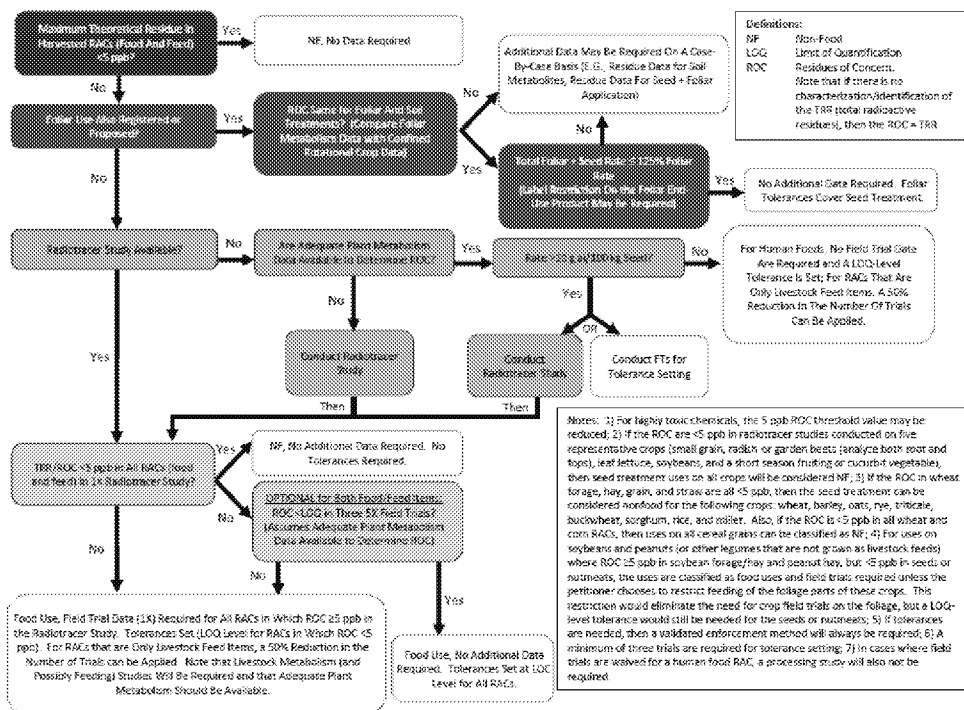 Maximum Theoretical Residue in
Harvested RACs (Food And Feed)
<5 ppb?
Yes
NF, No Data Required
No
Foliar Use Also Registered or
Proposed?
Yes
ROC Same for Foliar And Soil
Treatments? (Compare Foliar
Metabolism Data with Confined
Rotational Crop Data)
No
Additional Data May Be Required On A Case-
By-Case Basis (E.G., Residue Data for Soil
Metabolites, Residue Data For Seed + Foliar
Application)
Yes
No
Total Foliar + Seed Rate ≤ 125% Foliar
Rate
(Label Restriction On the Foliar End
Use Product May be Required)
Yes
No Additional Data Required. Foliar
Tolerances Cover Seed Treatment.
Definitions:
NF Non-Food
LOQ Limit of Quantification
ROC Residues of Concern.
Note that if there is no
characterization/identification of
the TRR (total radioactive
residues), then the ROC = TRR
No
Radiotracer Study Available?
No
Are Adequate Plant Metabolism
Data Available to Determine ROC?
Yes
Rate
g ai/100 kg Seed?
No
For Human Foods, No Field Trial Data
Are Required and A LOQ-Level
Tolerance Is Set; For RACs That Are
Only Livestock Feed Items, A 50%
Reduction In The Number Of Trials
Can Be Applied.
No
Yes
OR
Conduct Radiotracer
Study
Conduct
Radiotracer Study
Conduct FTs for
Tolerance Setting
Yes
Then
Then
TRR/ROC <5 ppb in All RACs (food
and feed) in 1X Radiotracer Study?
Yes
NF, No Additional Data Required. No
Tolerances Required.
No
OPTIONAL for Both Food/Feed Items:
ROC <LOQ in Three 5X Field Trials?
(Assumes Adequate Plant Metabolism
Data Available to Determine ROC)
No
No
Yes
Food Use, Field Trial Data (1X) Required for All RACs in Which ROC ≥5 ppb in
the Radiotracer Study. Tolerances Set (LOQ Level for RACs in Which ROC <5
ppb). For RACs that are Only Livestock Feed Items, a 50% Reduction in the
Number of Trials can be Applied. Note that Livestock Metabolism (and
Possibly Feeding) Studies Will be Required and that Adequate Plant
Metabolism Should be Available.
Food Use, No Additional Data
Required. Tolerances Set at LOQ
Level for All RACs.
Notes: 1) For highly toxic chemicals, the 5 ppb ROC threshold value may be
reduced; 2) If the ROC are <5 ppb in radiotracer studies conducted on five
representative crops (small grain, radish or garden beets (analyze both root and
tops), leaf lettuce, soybeans, and a short season fruiting or cucurbit vegetable),
then seed treatment uses on all crops will be considered NF; 3) If the ROC in wheat
forage, hay, grain, and straw are all <5 ppb, then the seed treatment can be
considered nonfood for the following crops: wheat, barley, oats, rye, triticale,
buckwheat, sorghum, rice, and millet. Also, if the ROC is <5 ppb in all wheat and
corn RACs, then uses on all cereal grains can be classified as NF; 4) For uses on
soybeans and peanuts (or other legumes that are not grown as livestock feeds)
where ROC ≥5 ppb in soybean forage/hay and peanut hay, but <5 ppb in seeds or
nutmeats, the uses are classified as food uses and field trials required unless the
petitioner chooses to restrict feeding of the foliage parts of these crops. This
restriction would eliminate the need for crop field trials on the foliage, but a LOQ-
level tolerance would still be needed for the seeds or nutmeats; 5) If tolerances
are needed, then a validated enforcement method will always be required; 6) A
minimum of three trials are required for tolerance setting; 7) In cases where field
trials are waived for a human food RAC, a processing study will also not be
required.